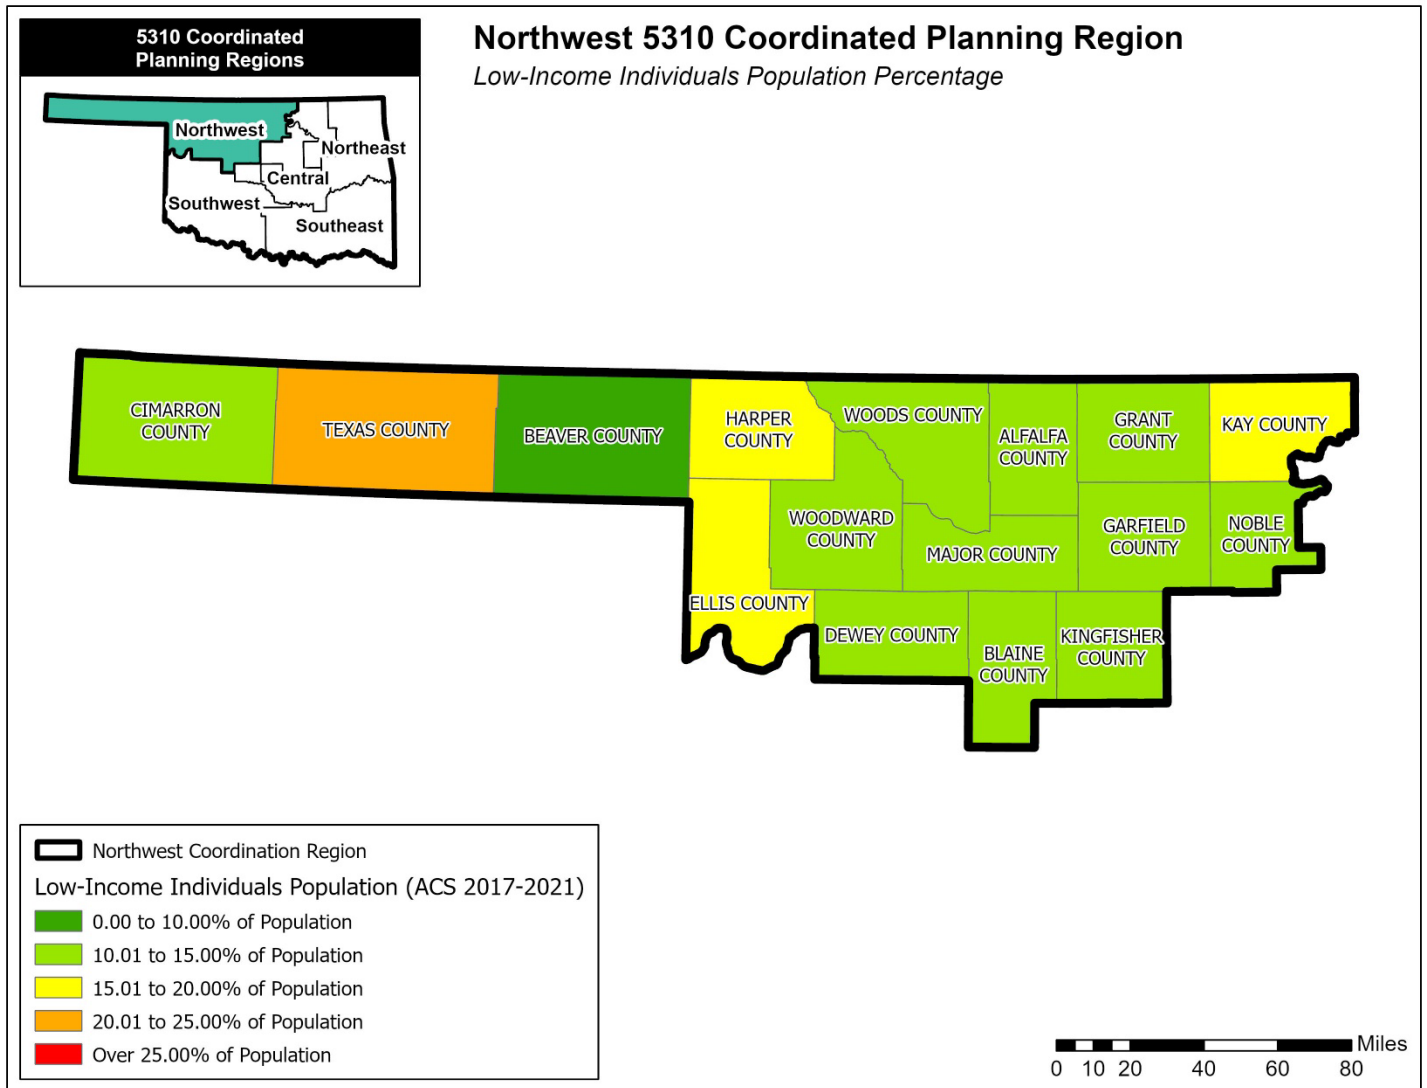 5310 Coordinated
Planning Regions
Northwest
Northeast
Central
Southwest
Southeast
Northwest 5310 Coordinated Planning Region
Low-Income Individuals Population Percentage
CIMARRON
COUNTY
TEXAS COUNTY
BEAVER COUNTY
HARPER
COUNTY
WOODS COUNTY
ALFALFA
COUNTY
GRANT
COUNTY
KAY COUNTY
WOODWARD
COUNTY
MAJOR COUNTY
GARFIELD
COUNTY
NOBLE
COUNTY
ELLIS COUNTY
DEWEY COUNTY
BLAINE
COUNTY
KINGFISHER
COUNTY
Northwest Coordination Region
Low-Income Individuals Population (ACS 2017-2021)
0.00 to 10.00% of Population
10.01 to 15.00% of Population
15.01 to 20.00% of Population
20.01 to 25.00% of Population
Over 25.00% of Population
Miles
0 10 20 40 60 80